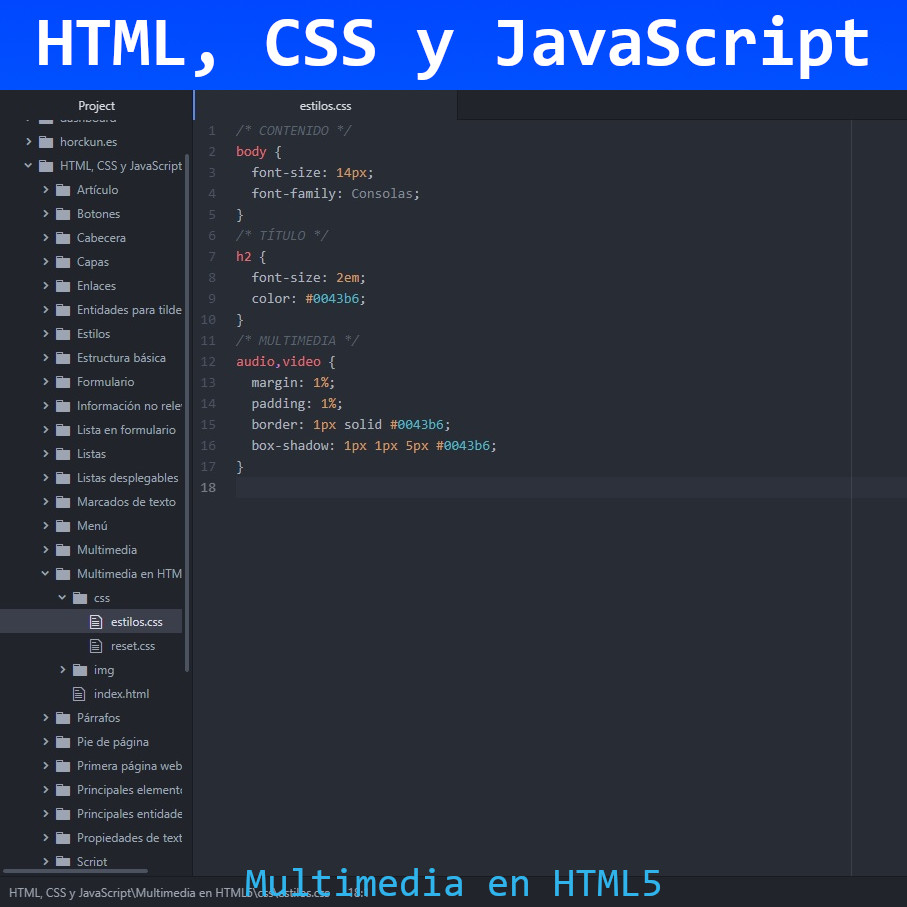 HTML, CSS y JavaScript
Project
estilos.css
dashboard
horckun.es
HTML, CSS y JavaScript
Artículo
Botones
Cabecera
Capas
Enlaces
Entidades para tilde
Estilos
Estructura básica
Formulario
Información no rele
Lista en formulario
Listas
Listas desplegables
Marcados de texto
Menú
Multimedia
Multimedia en HTM
css
estilos.css
reset.css
img
index.html
Párrafos
Pie de página
Primera página web
Principales element
Principales entidade
Propiedades de text
Script
1 /* CONTENIDO */
2 body {
3 font-size: 14px;
4 font-family: Consolas;
5 }
6 /* TÍTULO */
7 h2 {
8 font-size: 2em;
9 color: #0043b6;
10 }
11 /* MULTIMEDIA */
12 audio,video {
13 margin: 1%;
14 padding: 1%;
15 border: 1px solid #0043b6;
16 box-shadow: 1px 1px 5px #0043b6;
17 }
18
HTML, CSS y JavaScript\Multimedia en HTML5\css\estilos.css 18:1
Multimedia en HTML5